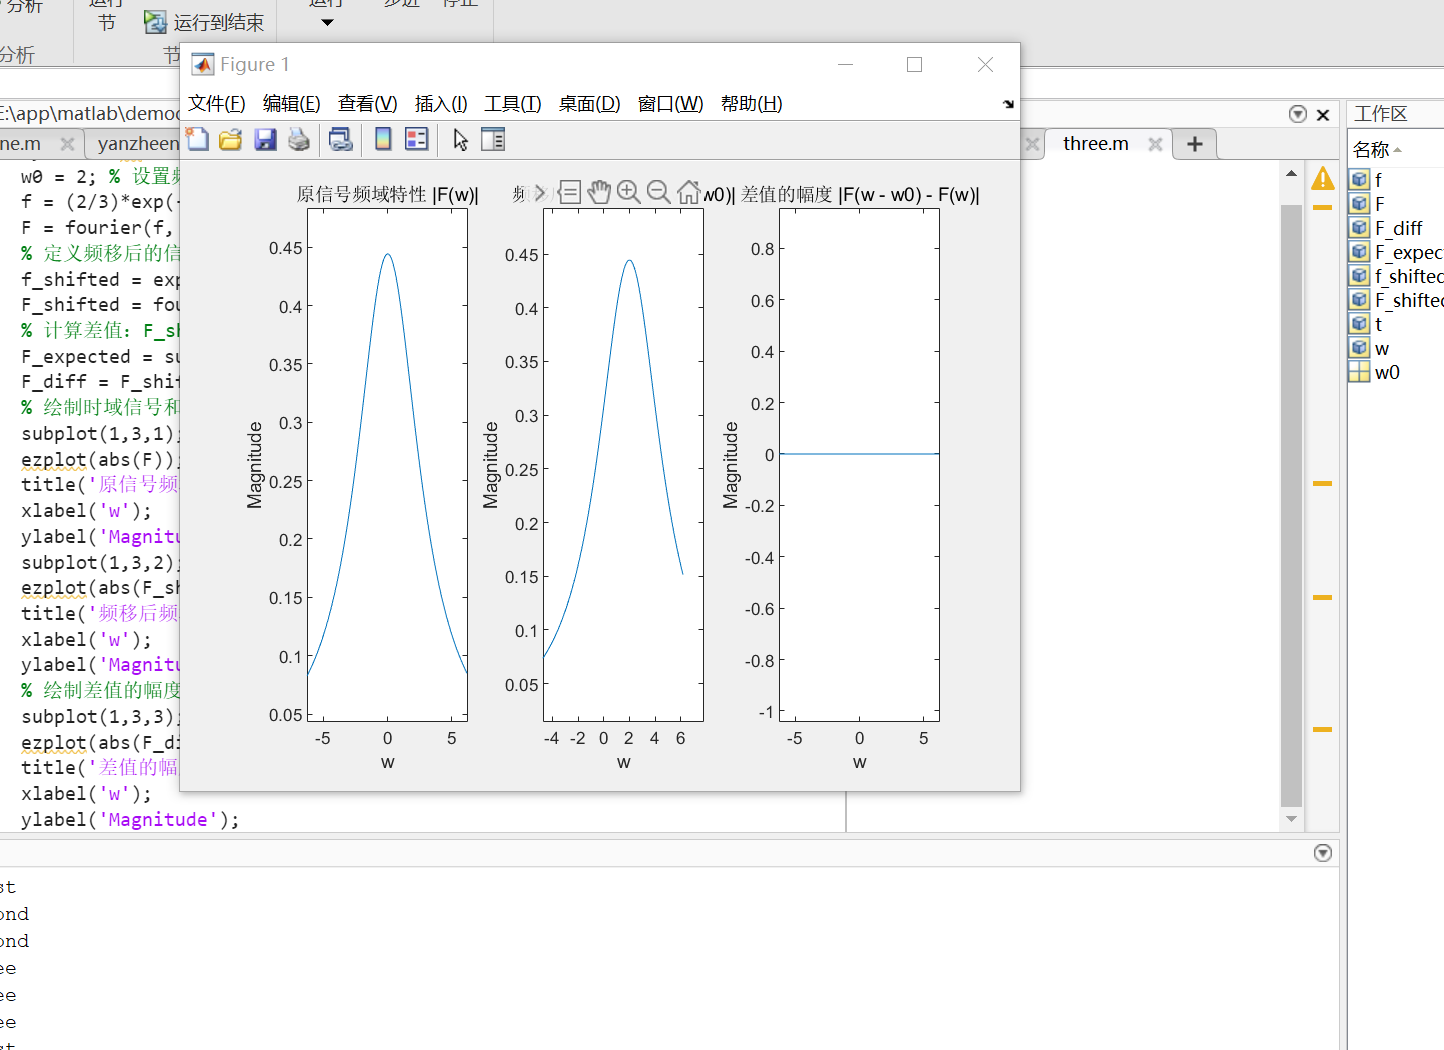 分析
运行
节
运行到结束
运行
步进
停止
分析
节
Figure 1
文件(F) 编辑(E) 查看(V) 插入(I) 工具(T) 桌面(D) 窗口(W) 帮助(H)
E:\app\matlab\democ
工作区
ne.m
yanzheen
three.m
名称
w0 = 2; % 设置频
f = (2/3)*exp(-
F = fourier(f,
% 定义频移后的信
f_shifted = exp
F_shifted = fou
% 计算差值：F_sh
F_expected = su
F_diff = F_shif
% 绘制时域信号和
subplot(1,3,1);
ezplot(abs(F));
title('原信号频
xlabel('w');
ylabel('Magnitu
subplot(1,3,2);
ezplot(abs(F_sh
title('频移后频
xlabel('w');
ylabel('Magnitu
% 绘制差值的幅度
subplot(1,3,3);
ezplot(abs(F_di
title('差值的幅
xlabel('w');
ylabel('Magnitude');
原信号频域特性 |F(w)|
0.45
0.4
0.35
0.3
0.25
0.2
0.15
0.1
0.05
Magnitude
-5 0 5
w
频
w0)|
0.45
0.4
0.35
0.3
0.25
0.2
0.15
0.1
0.05
Magnitude
-4 -2 0 2 4 6
w
差值的幅度 |F(w - w0) - F(w)|
0.8
0.6
0.4
0.2
0
-0.2
-0.4
-0.6
-0.8
-1
Magnitude
-5 0 5
w
f
F
F_diff
F_expec
f_shifted
F_shifted
t
w
w0
st
ond
ond
ee
ee
ee
st